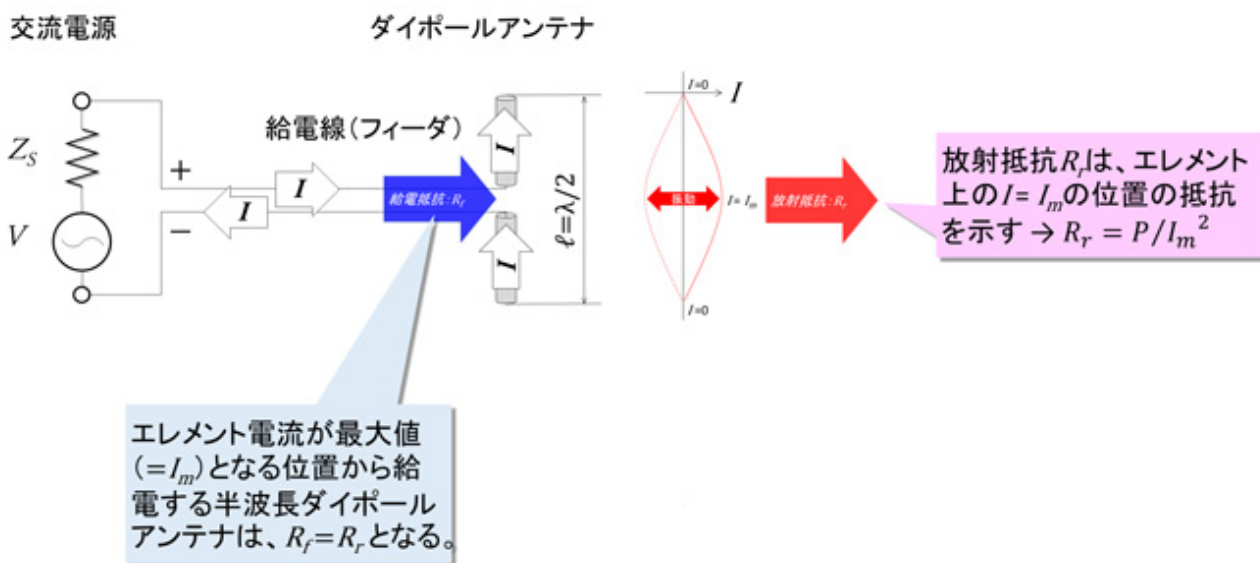 交流電源
ダイポールアンテナ
Z_S
V
+
−
給電線（フィーダ）
I
I
給電抵抗：R_f
I
I
ℓ=λ/2
I=0
I
振動
I=I_m
I=0
放射抵抗：R_r
放射抵抗R_rは、エレメント
上のI=I_mの位置の抵抗
を示す→R_r=P/I_m²
エレメント電流が最大値
（=I_m）となる位置から給
電する半波長ダイポール
アンテナは、R_f=R_rとなる。